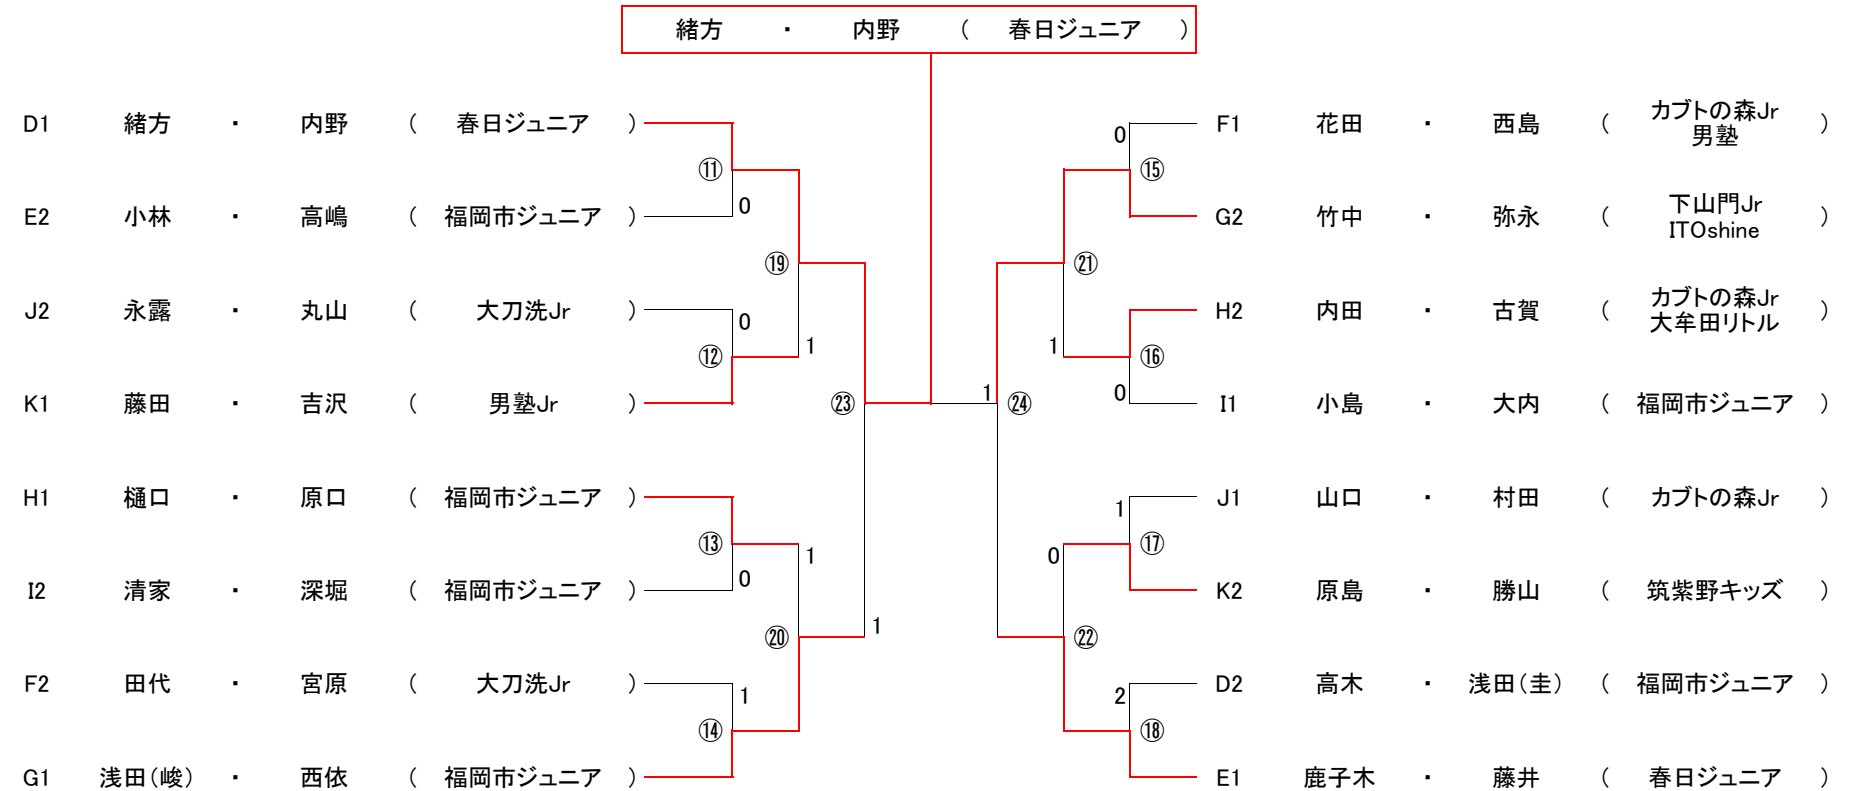 緒方 ・ 内野 ( 春日ジュニア )
D1 緒方 ・ 内野 ( 春日ジュニア )
⑪
0
E2 小林 ・ 高嶋 ( 福岡市ジュニア )
⑲
J2 永露 ・ 丸山 ( 大刀洗Jr )
0
⑫
1
K1 藤田 ・ 吉沢 ( 男塾Jr )
㉓
H1 樋口 ・ 原口 ( 福岡市ジュニア )
⑬
1
0
I2 清家 ・ 深堀 ( 福岡市ジュニア )
⑳
1
F2 田代 ・ 宮原 ( 大刀洗Jr )
1
⑭
G1 浅田(峻) ・ 西依 ( 福岡市ジュニア )
F1 花田 ・ 西島 ( カブトの森Jr
男塾 )
0
⑮
G2 竹中 ・ 弥永 ( 下山門Jr
ITOshine )
㉑
H2 内田 ・ 古賀 ( カブトの森Jr
大牟田リトル )
1
⑯
0
I1 小島 ・ 大内 ( 福岡市ジュニア )
1
㉔
J1 山口 ・ 村田 ( カブトの森Jr )
1
⑰
0
K2 原島 ・ 勝山 ( 筑紫野キッズ )
㉒
D2 高木 ・ 浅田(圭) ( 福岡市ジュニア )
2
⑱
E1 鹿子木 ・ 藤井 ( 春日ジュニア )